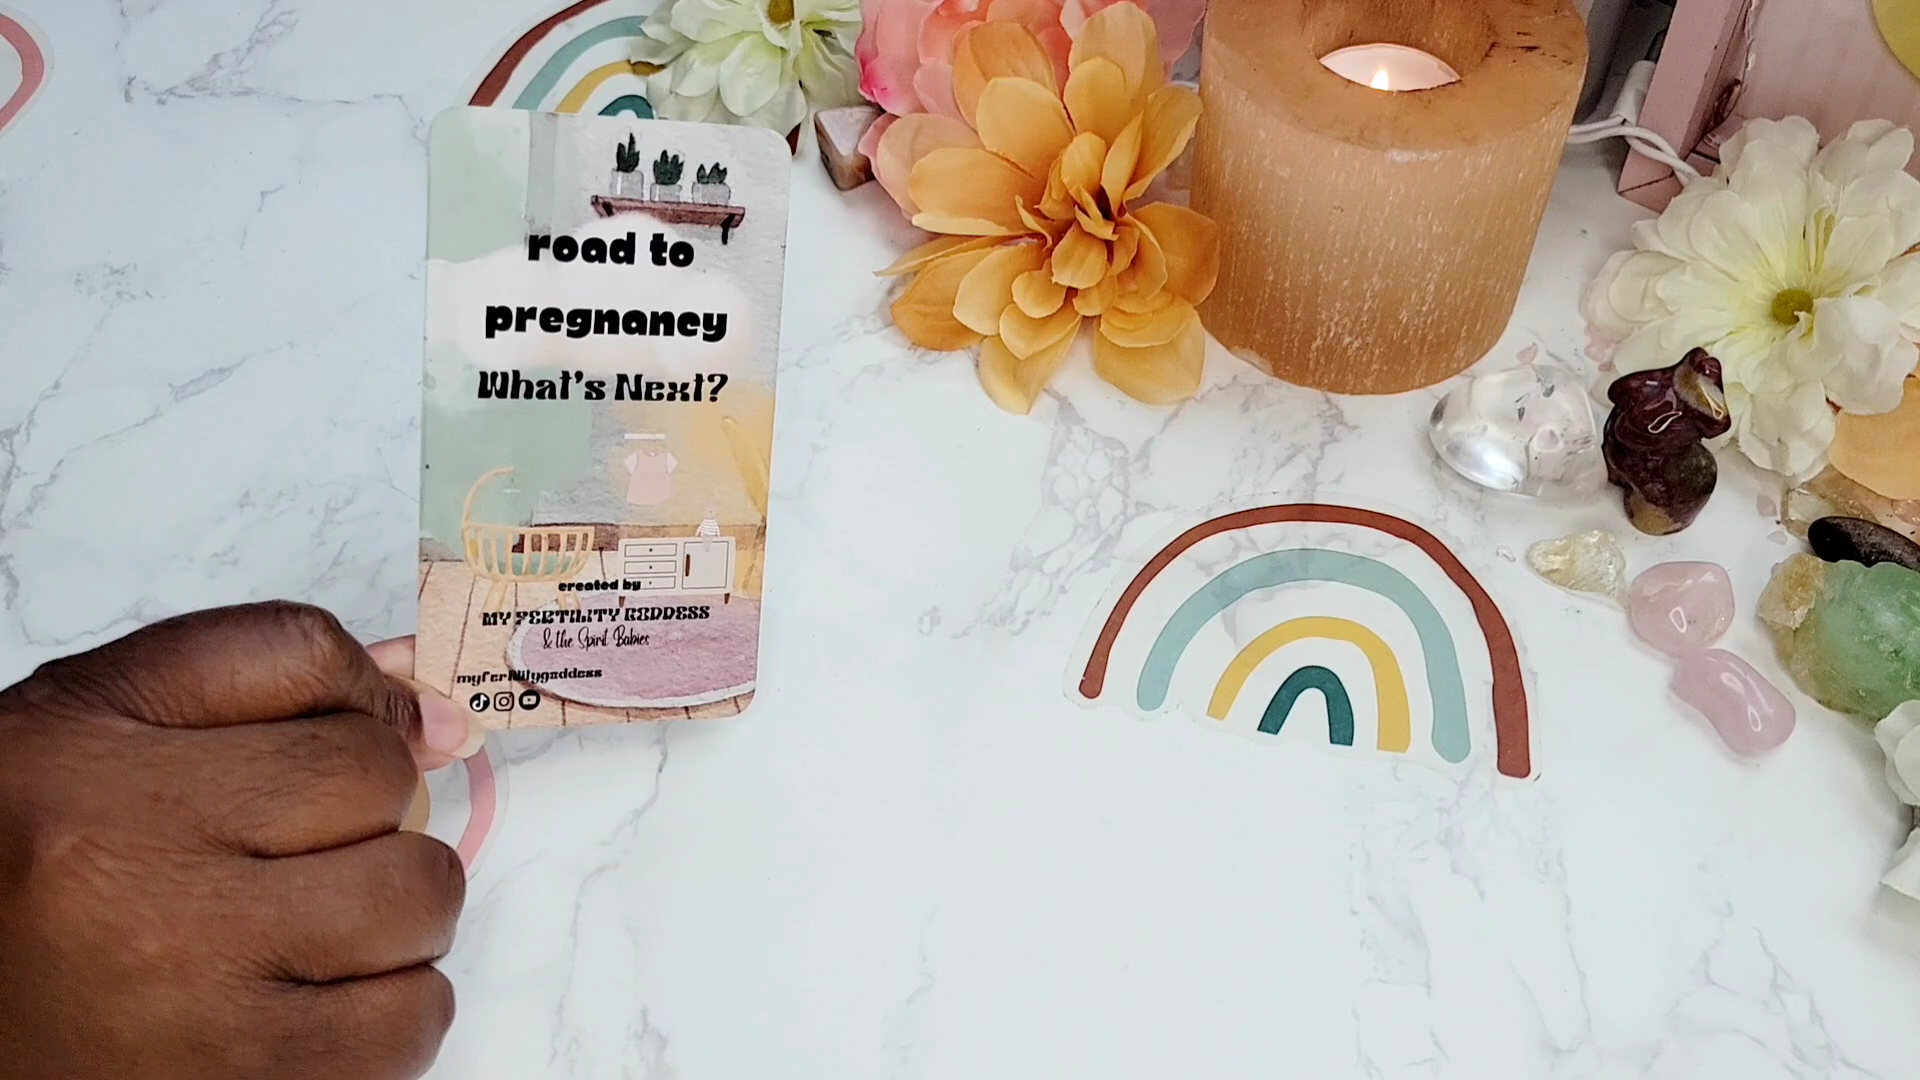 road to
pregnancy
What's Next?
created by
MY FERTILITY GODDESS
& the Spirit Babies
myfertilitygoddess